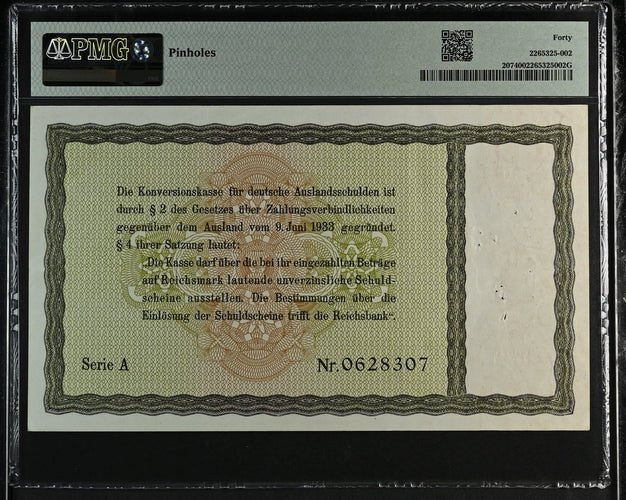 PMG
Pinholes
Forty
2265325-002
2074002265325002G
Die Konversionskasse für deutsche Auslandsschulden ist
durch § 2 des Gesetzes über Zahlungsverbindlichkeiten
gegenüber dem Ausland vom 9. Juni 1933 gegründet.
§ 4 ihrer Satzung lautet:
„Die Kasse darf über die bei ihr eingezahlten Beträge
auf Reichsmark lautende unverzinsliche Schuld-
scheine ausstellen. Die Bestimmungen über die
Einlösung der Schuldscheine trifft die Reichsbank“.
Serie A
Nr. 0628307